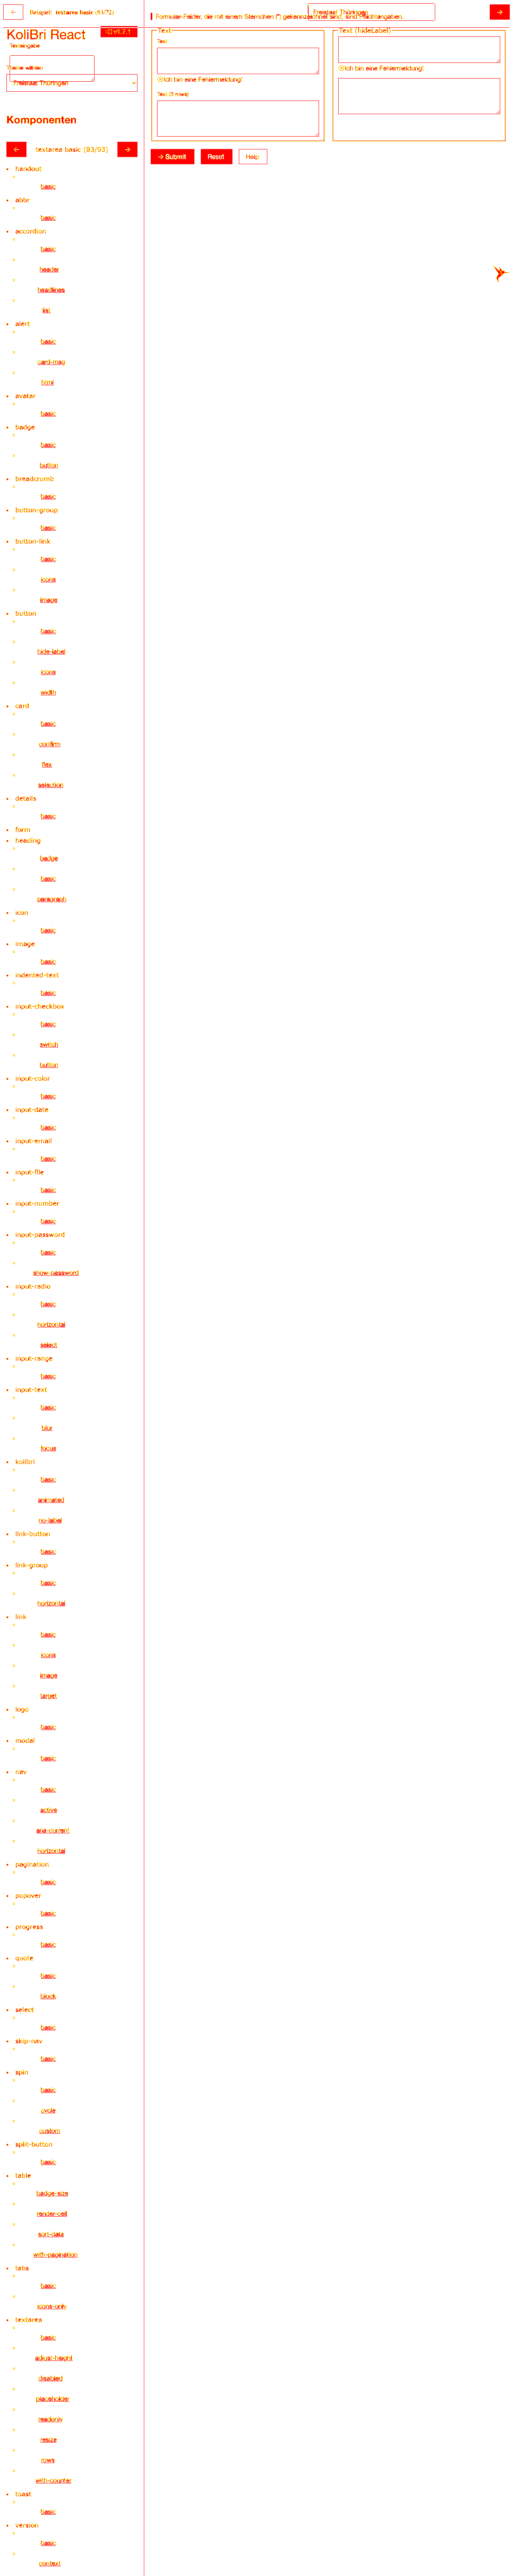 Beispiel: textarea basic (63/72)
Formular-Felder, die mit einem Sternchen (*) gekennzeichnet sind, sind Pflichtangaben.
Freistaat Thüringen
KoliBri React
v1.7.1
Textangabe
Theme wählen
Freistaat Thüringen
Text
Text
Ich bin eine Fehlermeldung!
Text (3 rows)
Text (hideLabel)
Ich bin eine Fehlermeldung!
Submit
Reset
Help
Komponenten
textarea basic (83/93)
handout
basic
abbr
basic
accordion
basic
header
headlines
list
alert
basic
card-msg
html
avatar
basic
badge
basic
button
breadcrumb
basic
button-group
basic
button-link
basic
icons
image
button
basic
hide-label
icons
width
card
basic
confirm
flex
selection
details
basic
form
heading
badge
basic
paragraph
icon
basic
image
basic
indented-text
basic
input-checkbox
basic
switch
button
input-color
basic
input-date
basic
input-email
basic
input-file
basic
input-number
basic
input-password
basic
show-password
input-radio
basic
horizontal
select
input-range
basic
input-text
basic
blur
focus
kolibri
basic
animated
no-label
link-button
basic
link-group
basic
horizontal
link
basic
icons
image
target
logo
basic
modal
basic
nav
basic
active
aria-current
horizontal
pagination
basic
popover
basic
progress
basic
quote
basic
block
select
basic
skip-nav
basic
spin
basic
cycle
custom
split-button
basic
table
badge-size
render-cell
sort-data
with-pagination
tabs
basic
icons-only
textarea
basic
adjust-height
disabled
placeholder
readonly
resize
rows
with-counter
toast
basic
version
basic
context